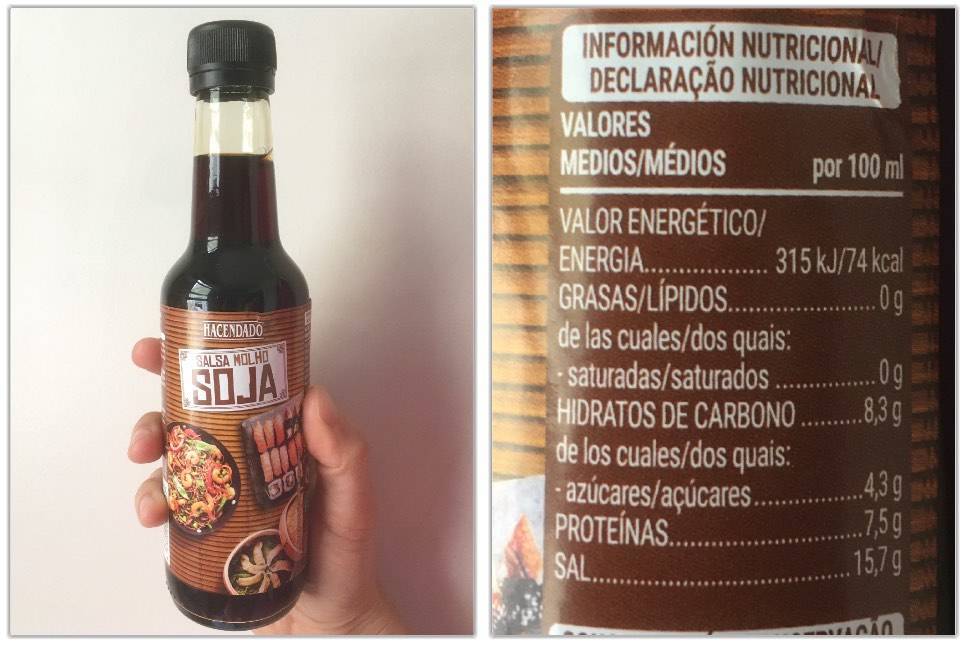 HACENDADO
SALSA MOLHO
SOJA
INFORMACIÓN NUTRICIONAL/
DECLARAÇÃO NUTRICIONAL
VALORES
MEDIOS/MÉDIOS por 100 ml
VALOR ENERGÉTICO/
ENERGIA.................. 315 kJ/74 kcal
GRASAS/LÍPIDOS...................... 0 g
de las cuales/dos quais:
- saturadas/saturados ............... 0 g
HIDRATOS DE CARBONO ......... 8,3 g
de los cuales/dos quais:
- azúcares/açúcares................ 4,3 g
PROTEÍNAS............................ 7,5 g
SAL..................................... 15,7 g